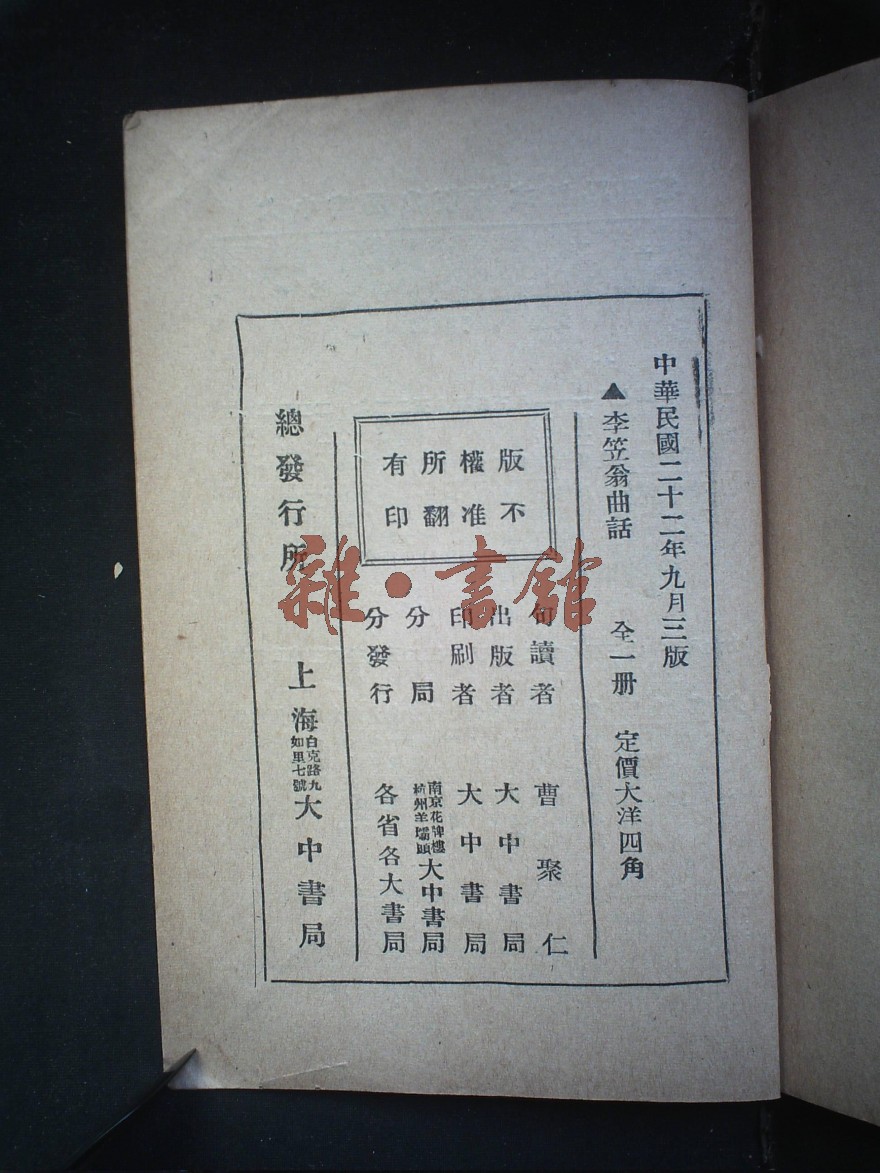 中華民國二十二年九月三版
▲李笠翁曲話　全一册　定價大洋四角
版權所有
不准翻印
句讀者　曹聚仁
出版者　大中書局
印刷者　大中書局
分局　南京花牌樓　杭州羊壩頭　大中書局
分發行　各省各大書局
總發行所　上海白克路九如里七號大中書局
雜·書館